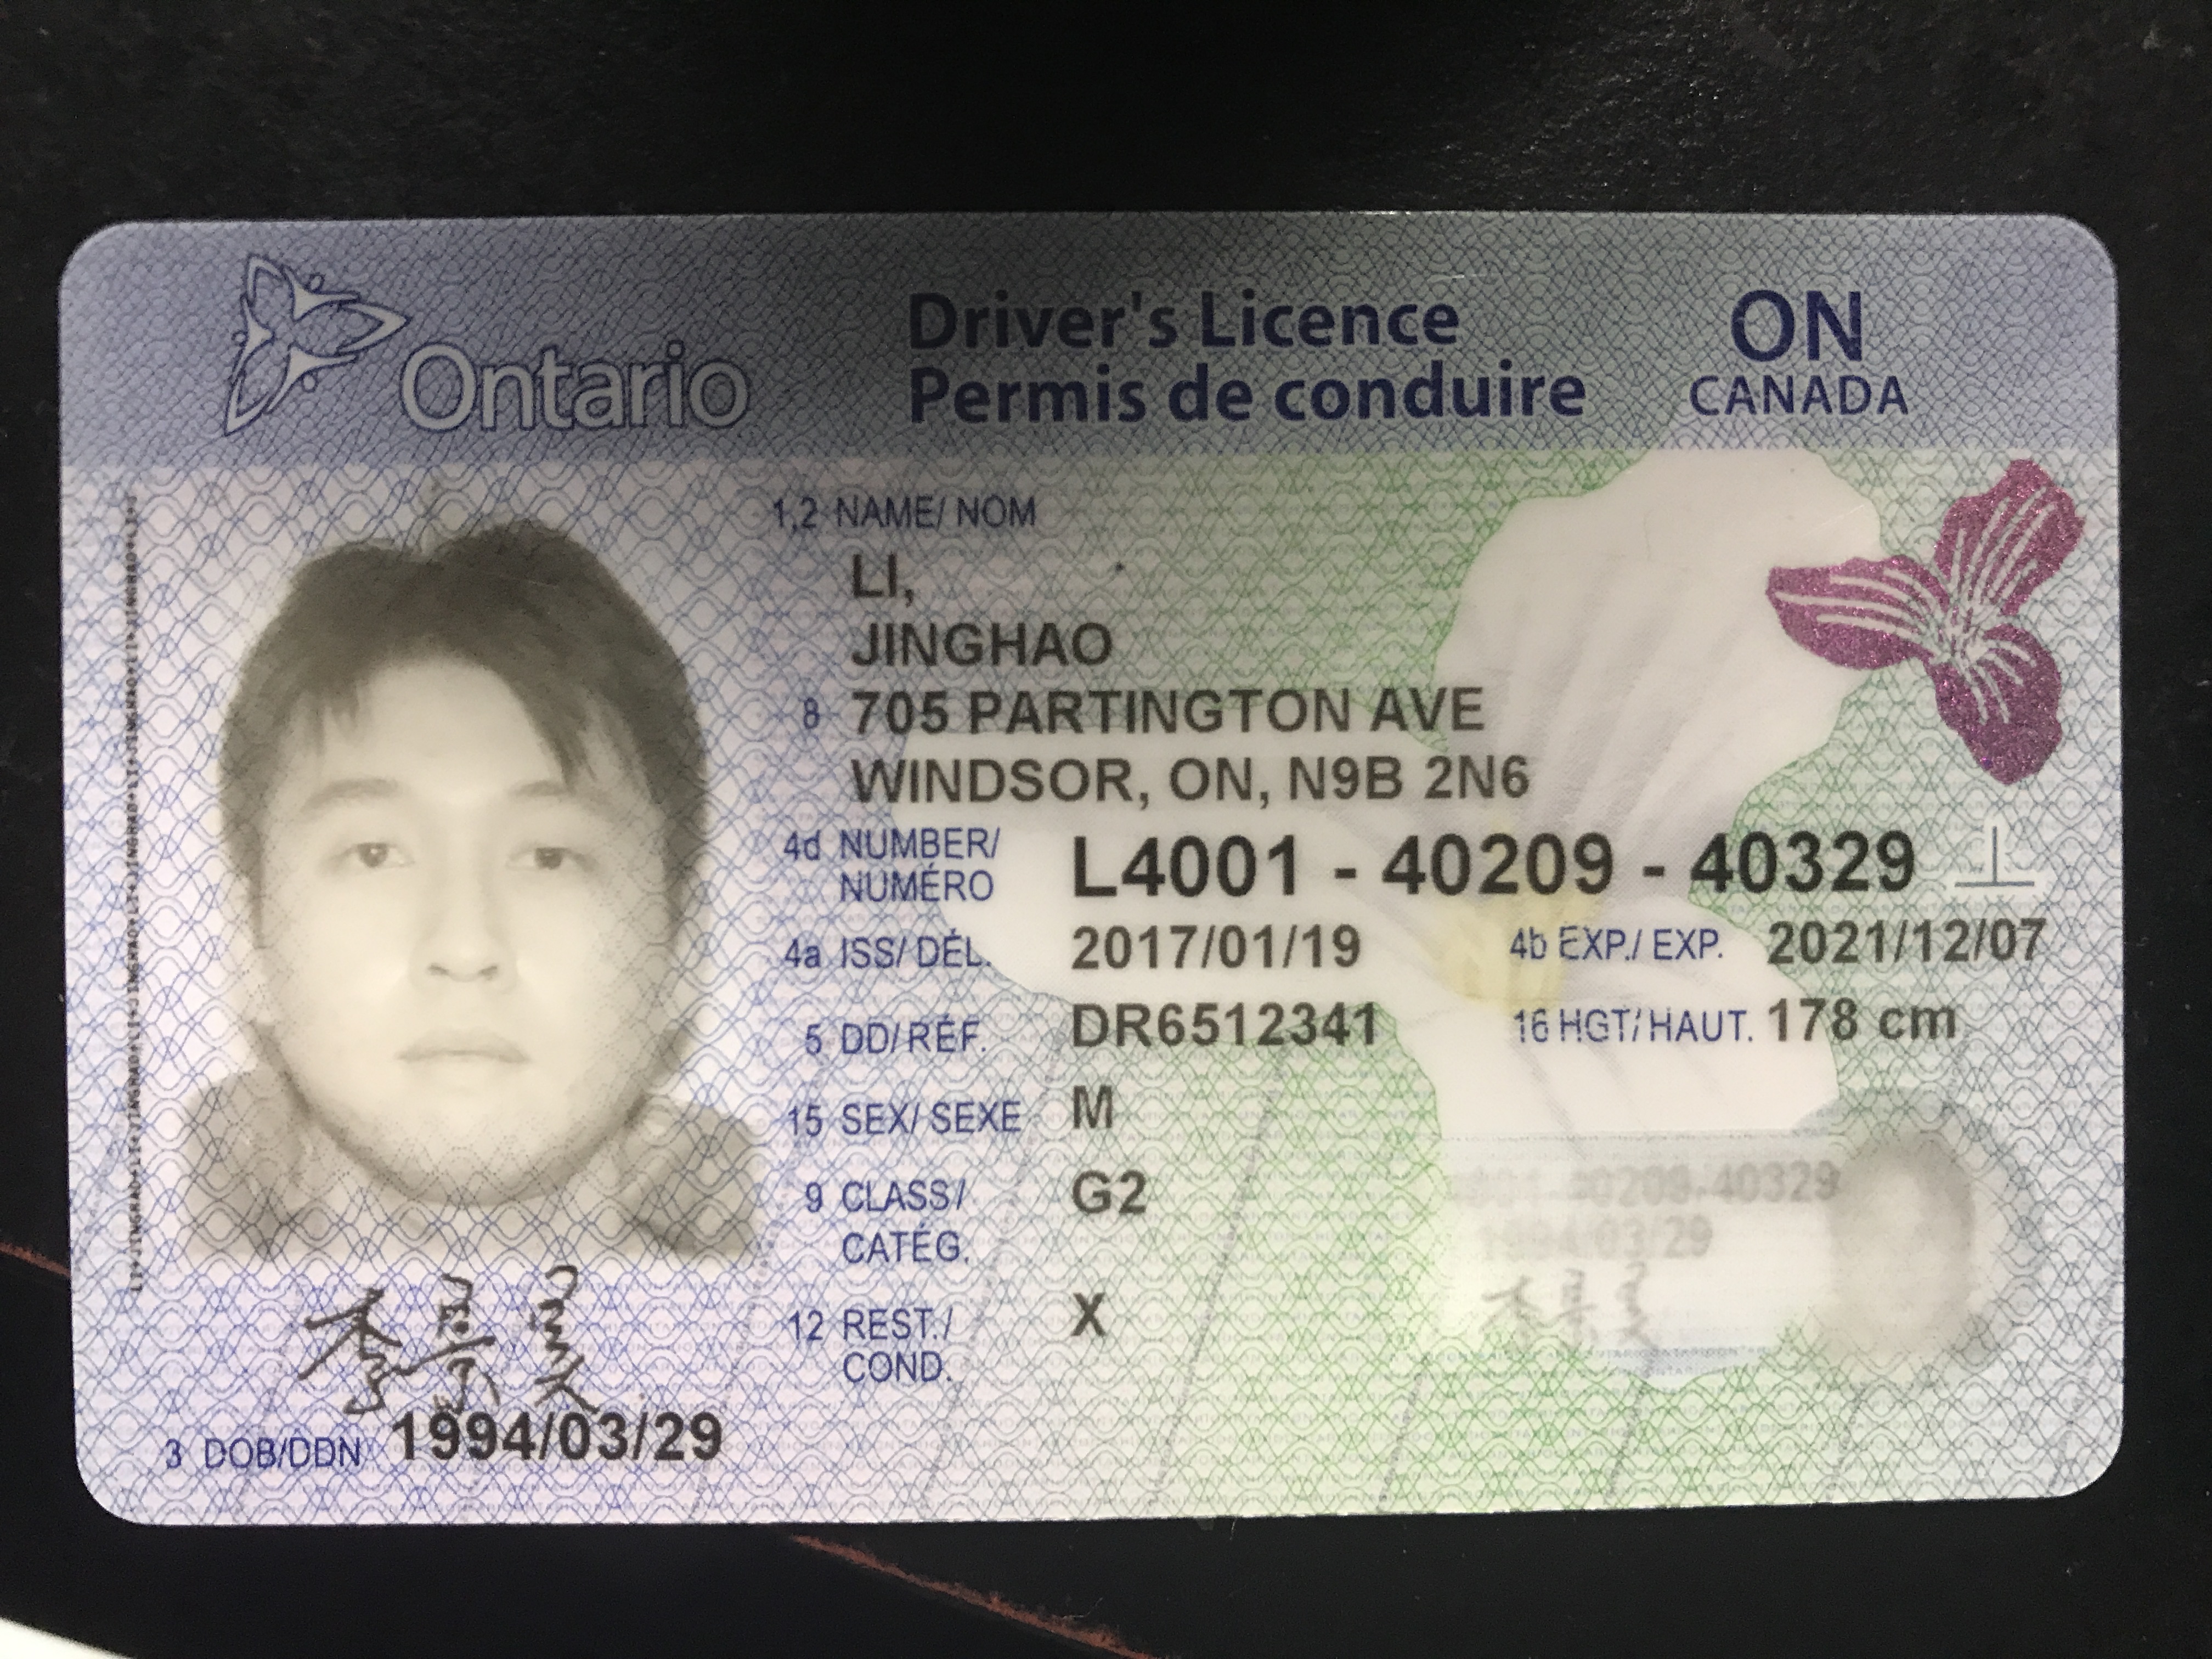 Ontario
Driver's Licence
Permis de conduire
ON
CANADA
1,2 NAME/ NOM
LI,
JINGHAO
8 705 PARTINGTON AVE
WINDSOR, ON, N9B 2N6
4d NUMBER/
NUMÉRO
L4001 - 40209 - 40329
4a ISS/ DÉL. 2017/01/19 4b EXP./ EXP. 2021/12/07
5 DD/ RÉF. DR6512341 16 HGT/ HAUT. 178 cm
15 SEX/ SEXE M
9 CLASS/ G2
CATÉG.
12 REST./ X
COND.
40209-40329
1994/03/29
李景昊
3 DOB/DDN 1994/03/29